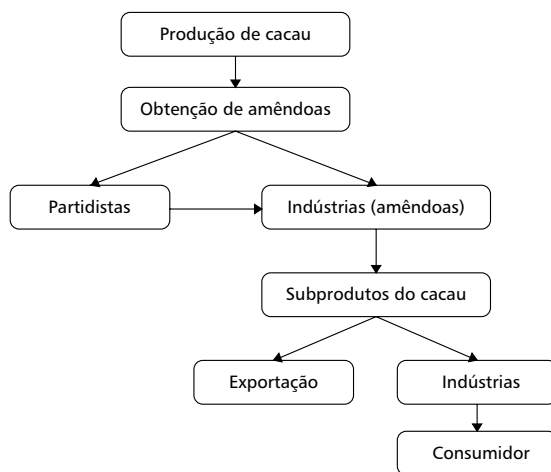 Produção de cacau
Obtenção de amêndoas
Partidistas
Indústrias (amêndoas)
Subprodutos do cacau
Exportação
Indústrias
Consumidor